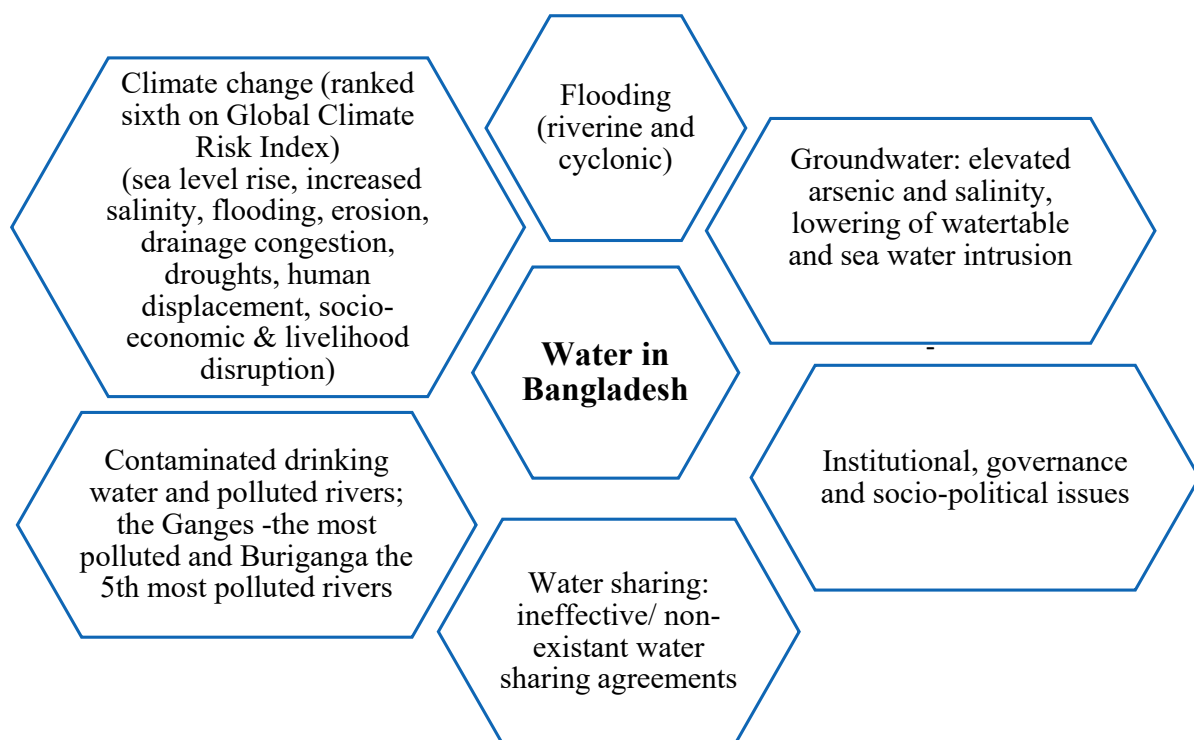 Climate change (ranked
sixth on Global Climate
Risk Index)
(sea level rise, increased
salinity, flooding, erosion,
drainage congestion,
droughts, human
displacement, socio-
economic & livelihood
disruption)
Flooding
(riverine and
cyclonic)
Groundwater: elevated
arsenic and salinity,
lowering of watertable
and sea water intrusion
-
Water in
Bangladesh
Contaminated drinking
water and polluted rivers;
the Ganges -the most
polluted and Buriganga the
5th most polluted rivers
Institutional, governance
and socio-political issues
Water sharing:
ineffective/ non-
existant water
sharing agreements